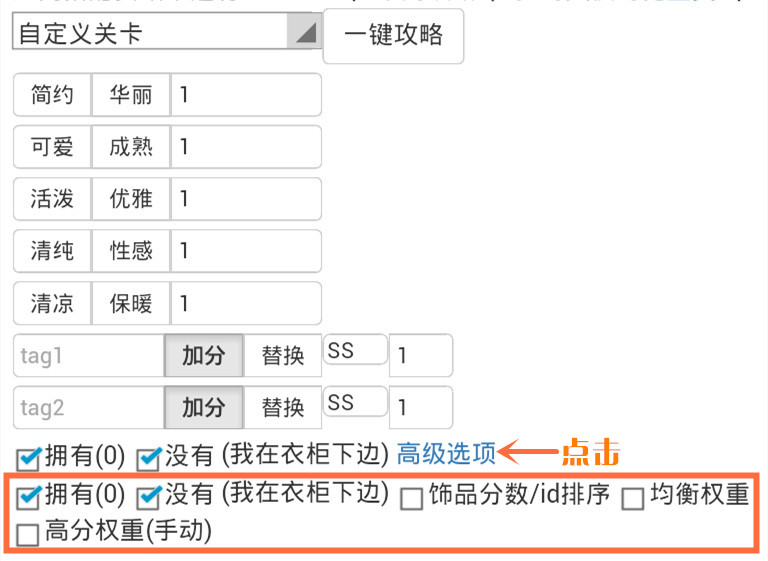 自定义关卡 一键攻略
简约 华丽 1
可爱 成熟 1
活泼 优雅 1
清纯 性感 1
清凉 保暖 1
tag1 加分 替换 SS 1
tag2 加分 替换 SS 1
拥有(0) 没有 (我在衣柜下边) 高级选项 点击
拥有(0) 没有 (我在衣柜下边) 饰品分数/id排序 均衡权重
高分权重(手动)